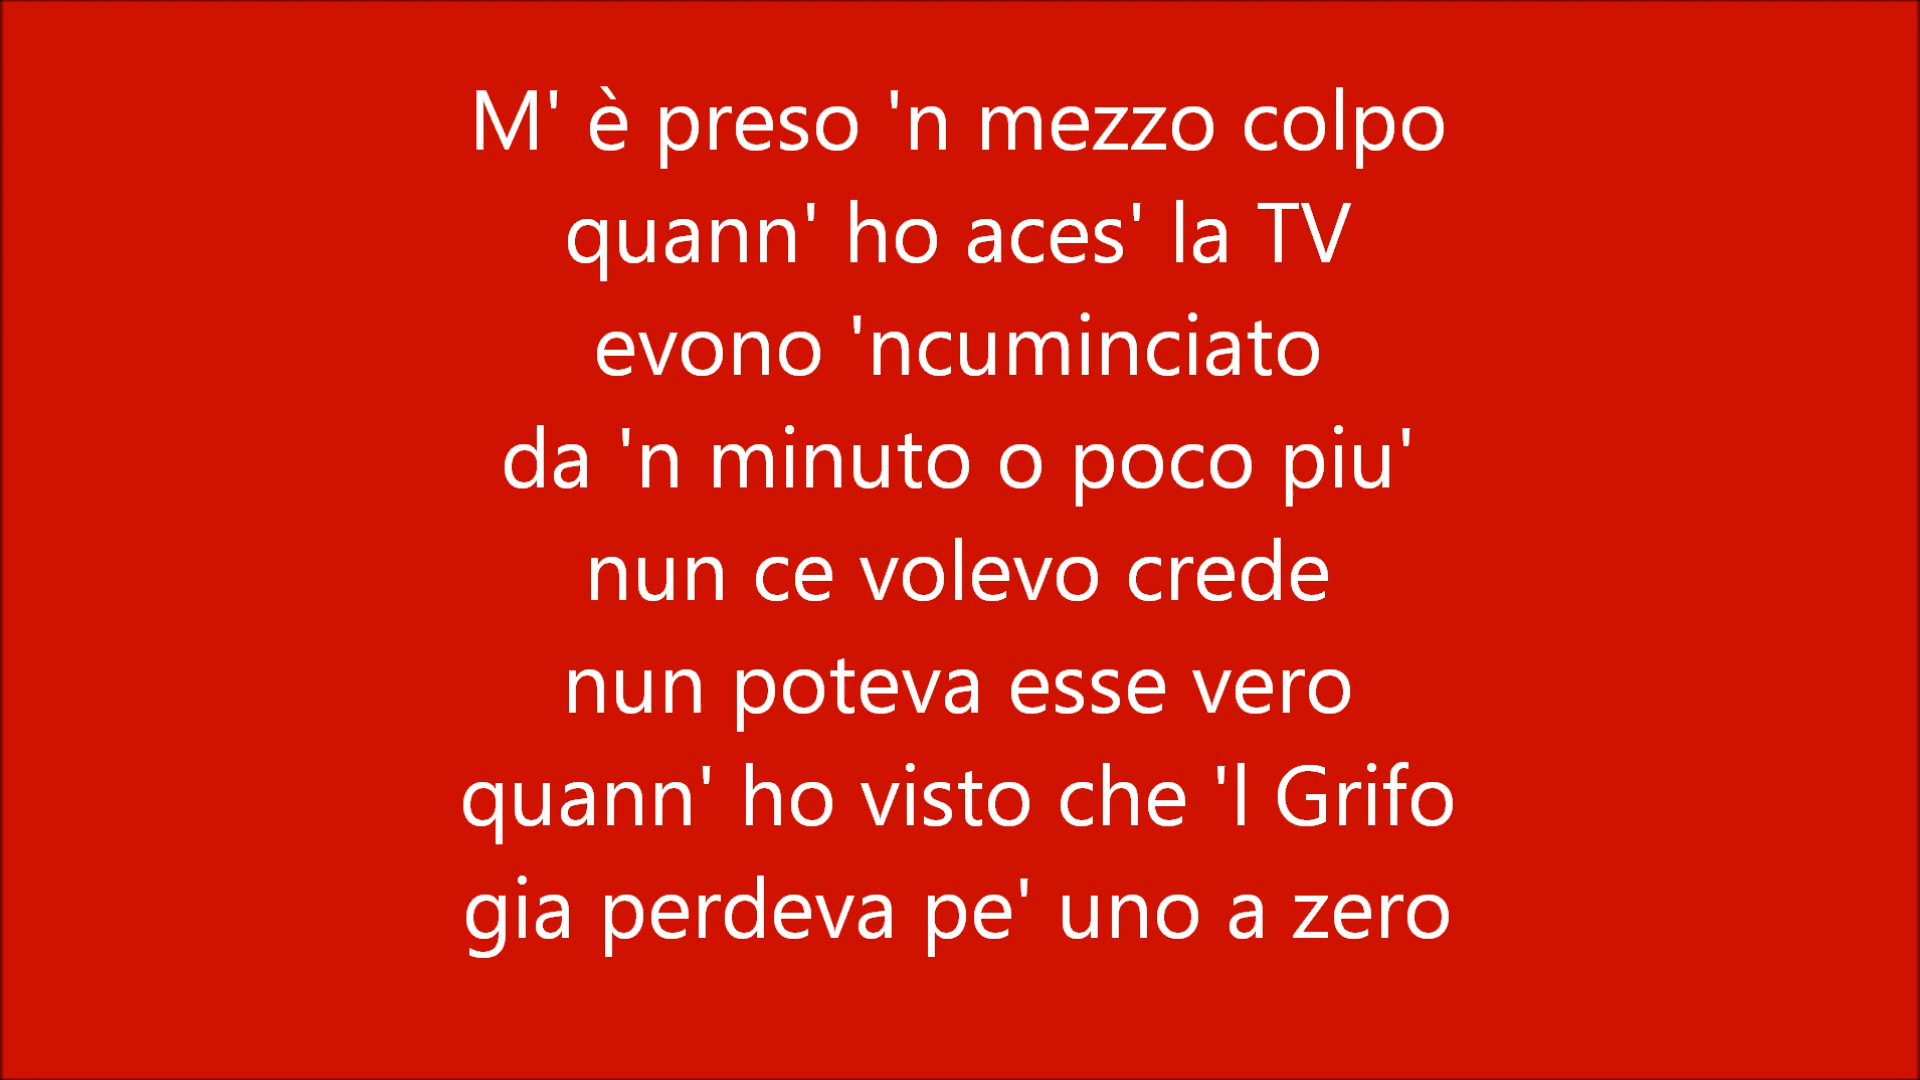 M' è preso 'n mezzo colpo
quann' ho aces' la TV
evono 'ncuminciato
da 'n minuto o poco piu'
nun ce volevo crede
nun poteva esse vero
quann' ho visto che 'l Grifo
gia perdeva pe' uno a zero